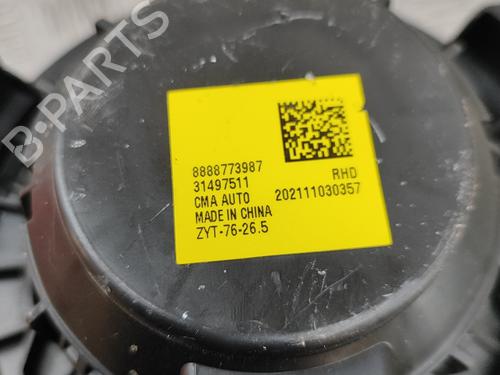 B-PARTS
8888773987
RHD
31497511
202111030357
CMA AUTO
MADE IN CHINA
ZYT-76-26.5